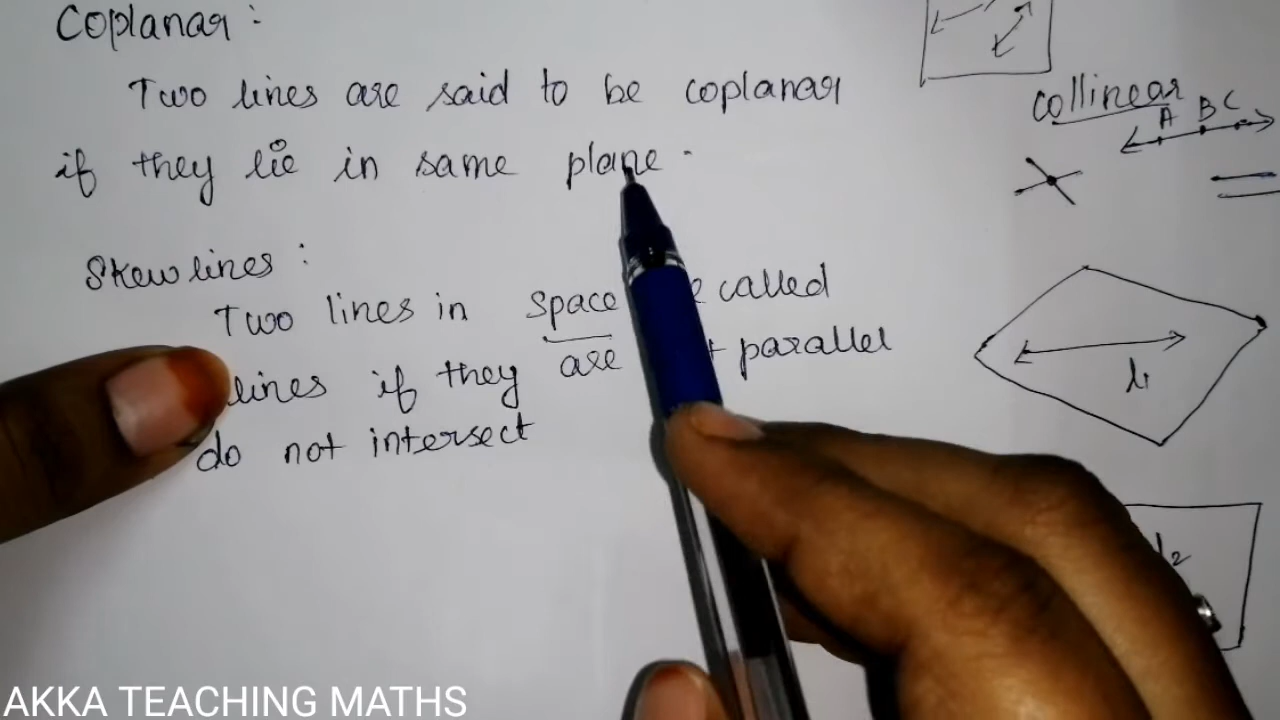 Coplanar :
Two lines are said to be coplanar
if they lie in same plane .
Skew lines :
Two lines in space called
lines if they are parallel
do not intersect
t
collinear
A B C
l1
l2
AKKA TEACHING MATHS